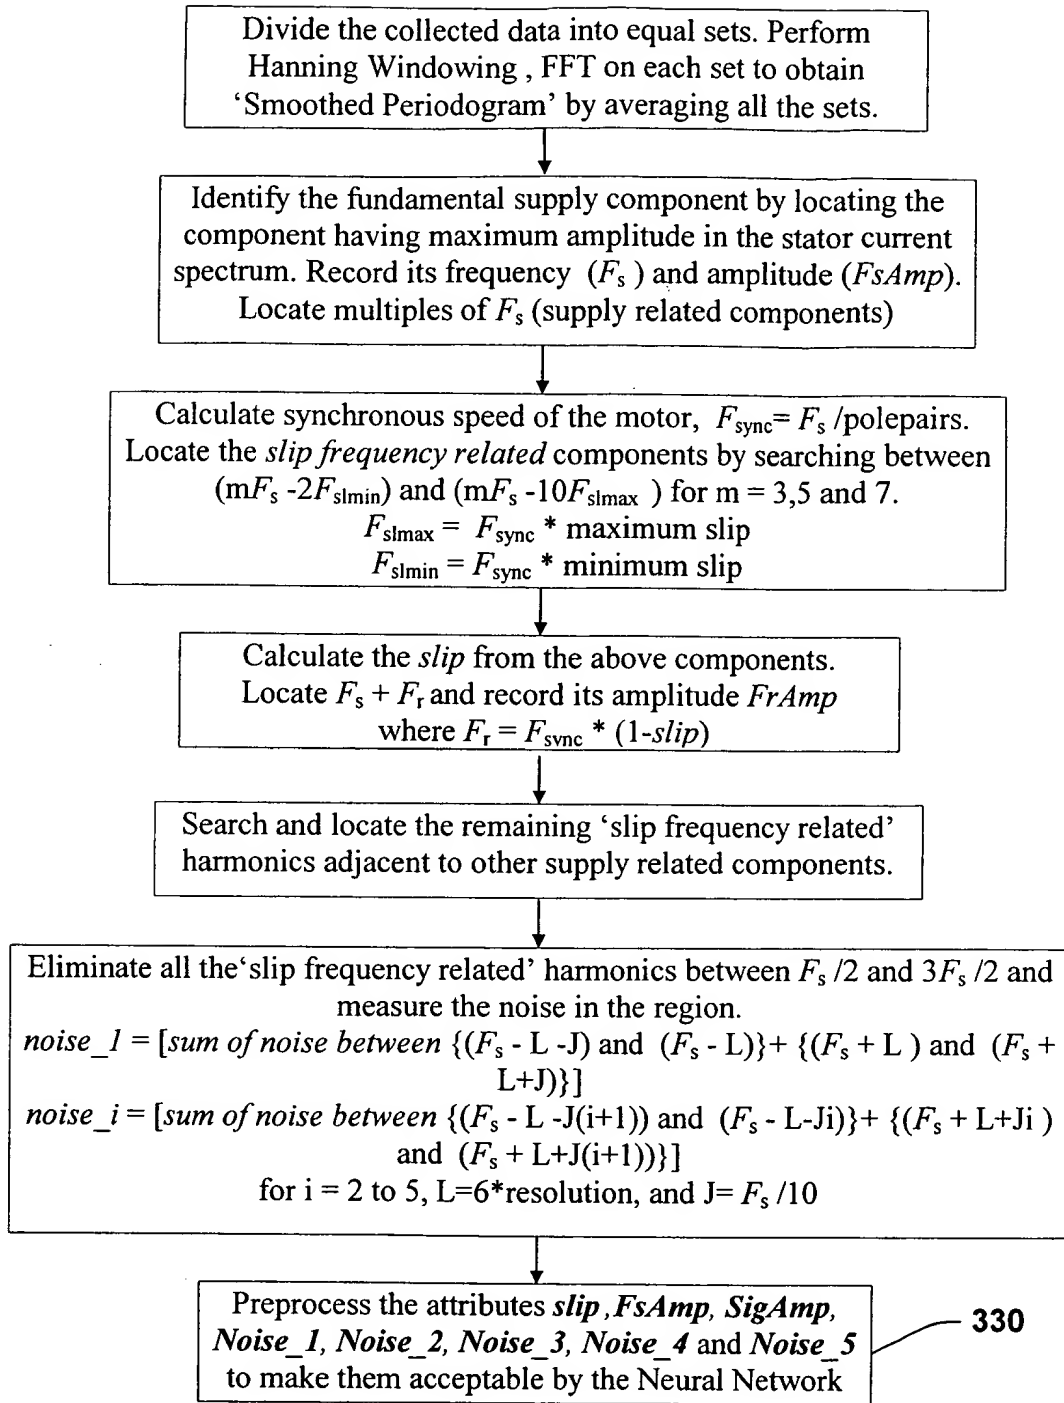 Divide the collected data into equal sets. Perform
Hanning Windowing , FFT on each set to obtain
‘Smoothed Periodogram’ by averaging all the sets.
Identify the fundamental supply component by locating the
component having maximum amplitude in the stator current
spectrum. Record its frequency (Fs ) and amplitude (FsAmp).
Locate multiples of Fs (supply related components)
Calculate synchronous speed of the motor, Fsync= Fs /polepairs.
Locate the slip frequency related components by searching between
(mFs -2Fslmin) and (mFs -10Fslmax ) for m = 3,5 and 7.
Fslmax = Fsync * maximum slip
Fslmin = Fsync * minimum slip
Calculate the slip from the above components.
Locate Fs + Fr and record its amplitude FrAmp
where Fr = Fsync * (1-slip)
Search and locate the remaining ‘slip frequency related’
harmonics adjacent to other supply related components.
Eliminate all the‘slip frequency related’ harmonics between Fs /2 and 3Fs /2 and
measure the noise in the region.
noise_1 = [sum of noise between {(Fs - L -J) and (Fs - L)}+ {(Fs + L ) and (Fs +
L+J)}]
noise_i = [sum of noise between {(Fs - L -J(i+1)) and (Fs - L-Ji)}+ {(Fs + L+Ji )
and (Fs + L+J(i+1))}]
for i = 2 to 5, L=6*resolution, and J= Fs /10
Preprocess the attributes slip ,FsAmp, SigAmp,
Noise_1, Noise_2, Noise_3, Noise_4 and Noise_5
to make them acceptable by the Neural Network
330